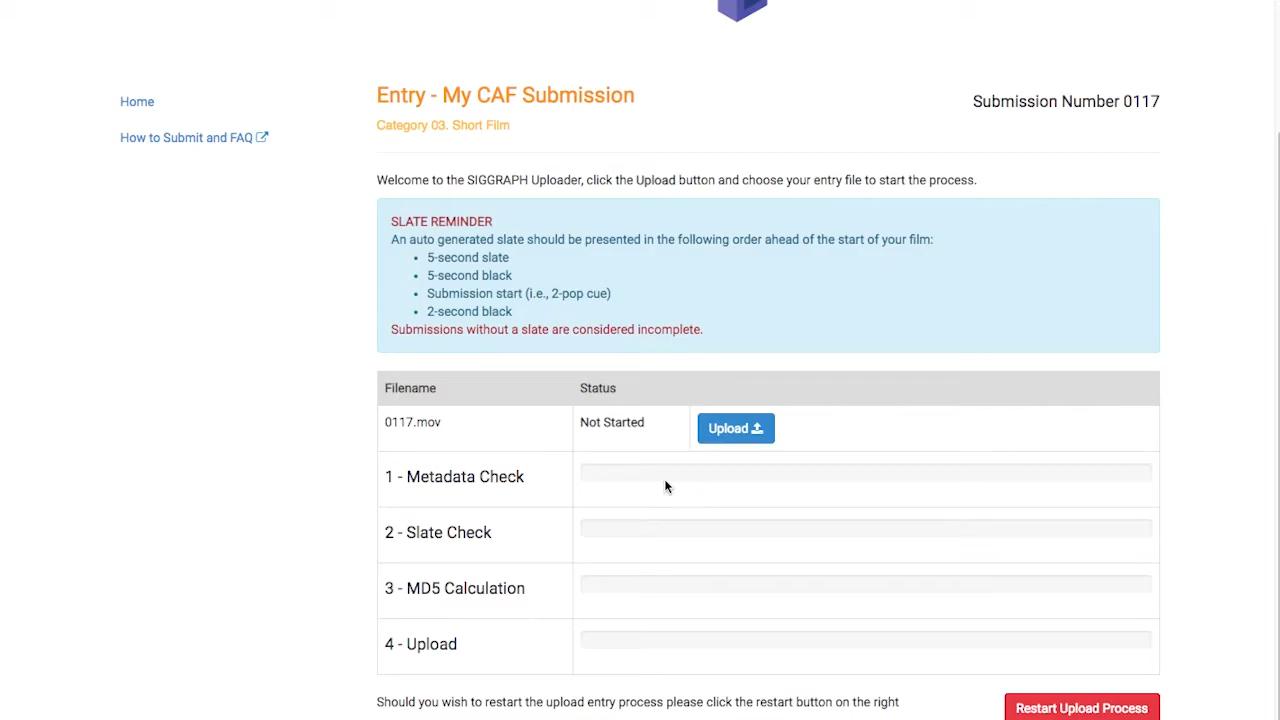 Home
How to Submit and FAQ
Entry - My CAF Submission
Category 03. Short Film
Submission Number 0117
Welcome to the SIGGRAPH Uploader, click the Upload button and choose your entry file to start the process.
SLATE REMINDER
An auto generated slate should be presented in the following order ahead of the start of your film:
• 5-second slate
• 5-second black
• Submission start (i.e., 2-pop cue)
• 2-second black
Submissions without a slate are considered incomplete.
Filename Status
0117.mov Not Started Upload
1 - Metadata Check
2 - Slate Check
3 - MD5 Calculation
4 - Upload
Should you wish to restart the upload entry process please click the restart button on the right
Restart Upload Process